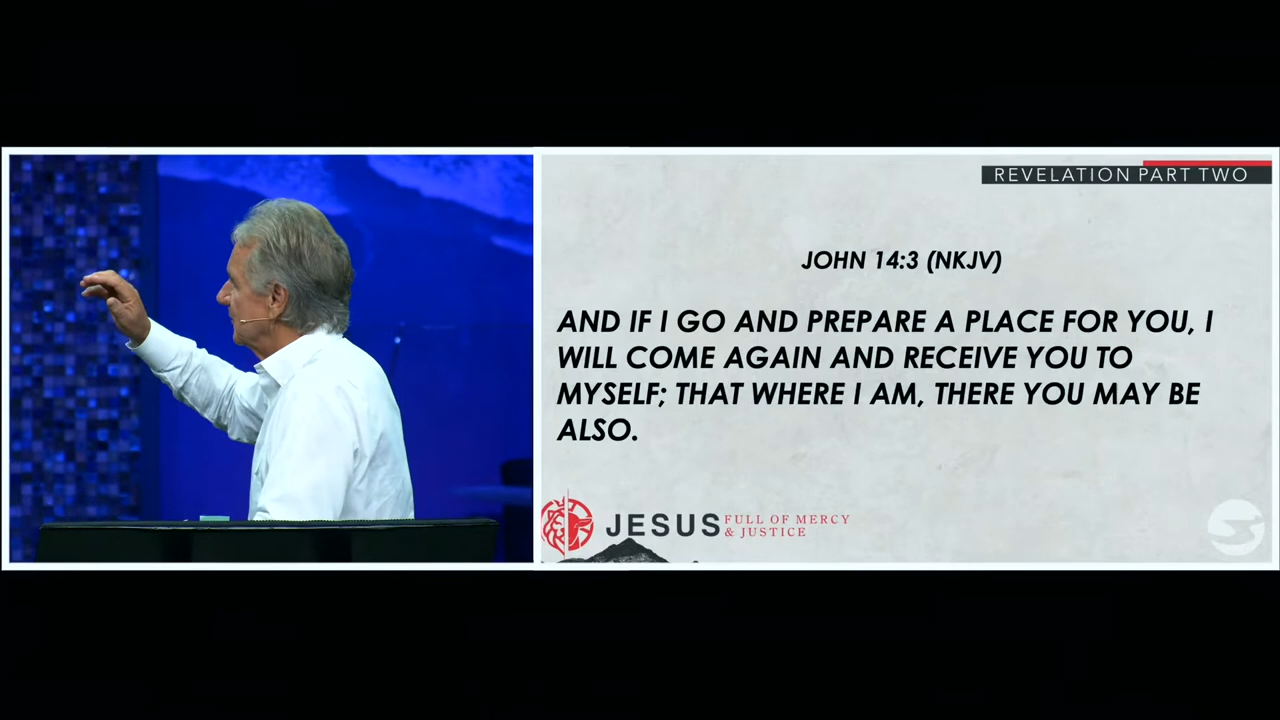 REVELATION PART TWO
JOHN 14:3 (NKJV)
AND IF I GO AND PREPARE A PLACE FOR YOU, I
WILL COME AGAIN AND RECEIVE YOU TO
MYSELF; THAT WHERE I AM, THERE YOU MAY BE
ALSO.
JESUS
FULL OF MERCY
& JUSTICE